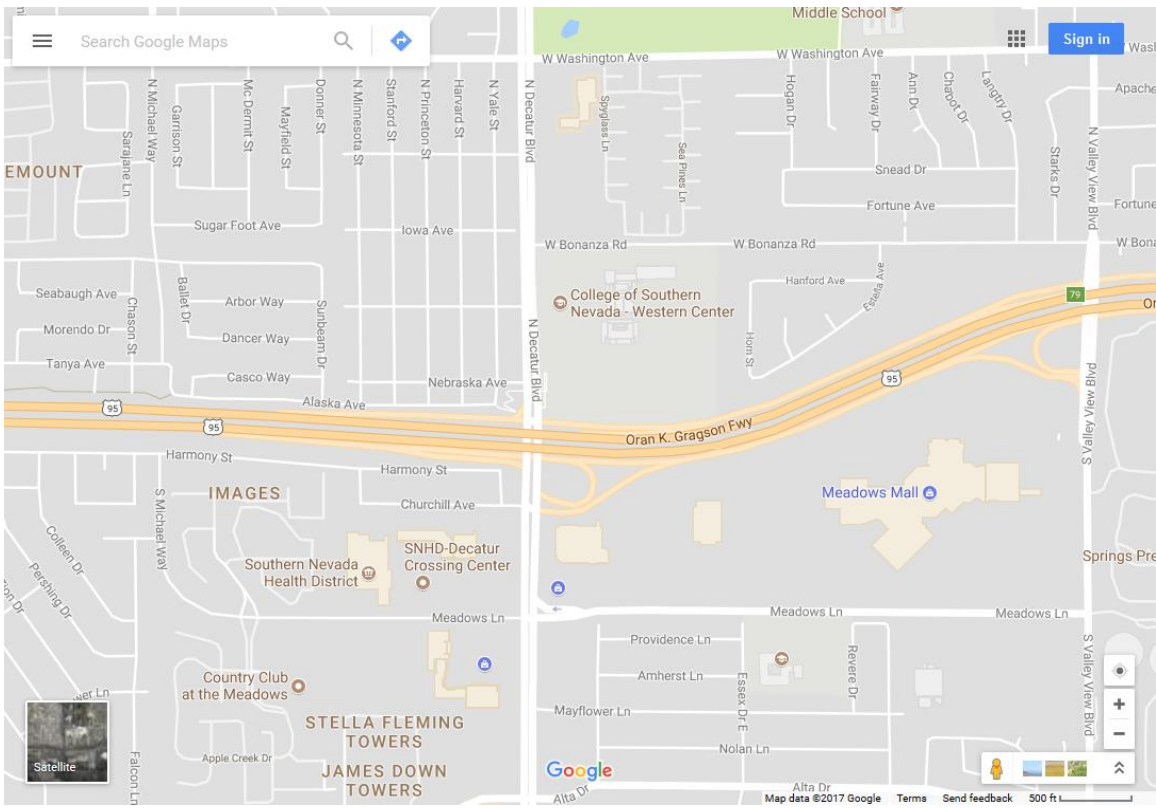 Middle School
Search Google Maps
Sign in
W Washington Ave
W Washington Ave
Apache
N Michael Way
Garrison St
Mc Dermit St
Mayfield St
Donner St
N Minnesota St
Stanford St
N Princeton St
Harvard St
N Yale St
N Decatur Blvd
Spyglass Ln
Sea Pines Ln
Hogan Dr
Fairway Dr
Ann Dr
Chabot Dr
Langtry Dr
Starks Dr
N Valley View Blvd
Sarajane Ln
EMOUNT
Snead Dr
Fortune Ave
Fortune
Sugar Foot Ave
Iowa Ave
W Bonanza Rd
W Bonanza Rd
W Bona
Seabaugh Ave
Chason St
Ballet Dr
Arbor Way
College of Southern
Nevada - Western Center
Hanford Ave
Estella Ave
79
Or
Morendo Dr
Dancer Way
Sunbeam Dr
N Decatur Blvd
Horn St
Tanya Ave
Casco Way
Nebraska Ave
95
S Valley View Blvd
Alaska Ave
95
95
Oran K. Gragson Fwy
Harmony St
Harmony St
IMAGES
Churchill Ave
Meadows Mall
S Michael Way
Colleen Dr
Pershing Dr
Southern Nevada
Health District
SNHD-Decatur
Crossing Center
Springs Pre
Meadows Ln
Meadows Ln
Meadows Ln
Providence Ln
Amherst Ln
Essex Dr E
Revere Dr
S Valley View Blvd
Country Club
at the Meadows
Mayflower Ln
STELLA FLEMING
TOWERS
Nolan Ln
Satellite
Falcon Ln
Apple Creek Dr
JAMES DOWN
TOWERS
Google
Alta Dr
Alta Dr
Map data ©2017 Google Terms Send feedback 500 ft